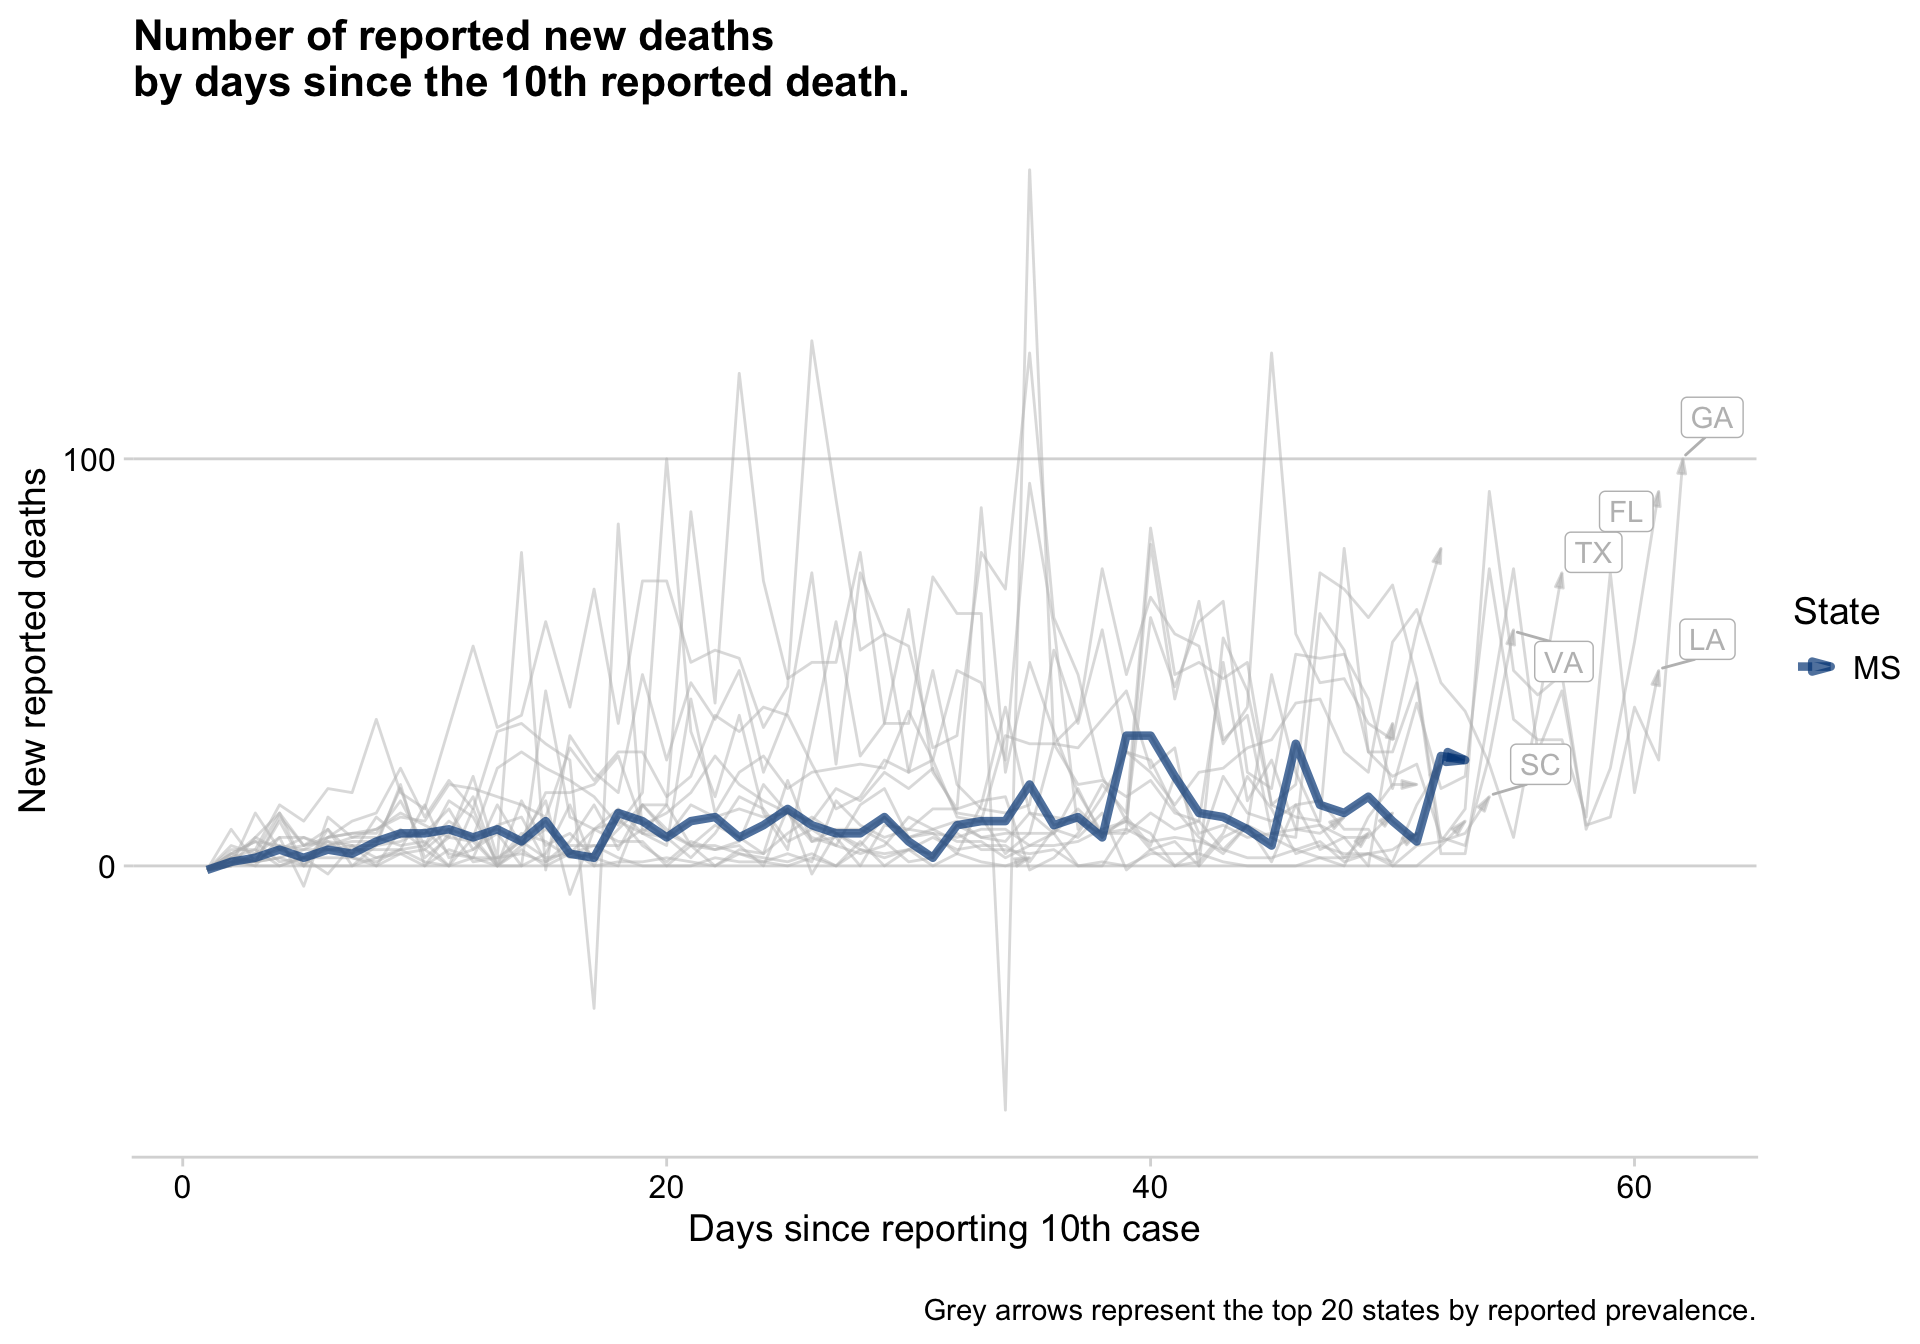 Number of reported new deaths
by days since the 10th reported death.
New reported deaths
100
0
GA
FL
TX
LA
VA
SC
State
MS
0
20
40
60
Days since reporting 10th case
Grey arrows represent the top 20 states by reported prevalence.